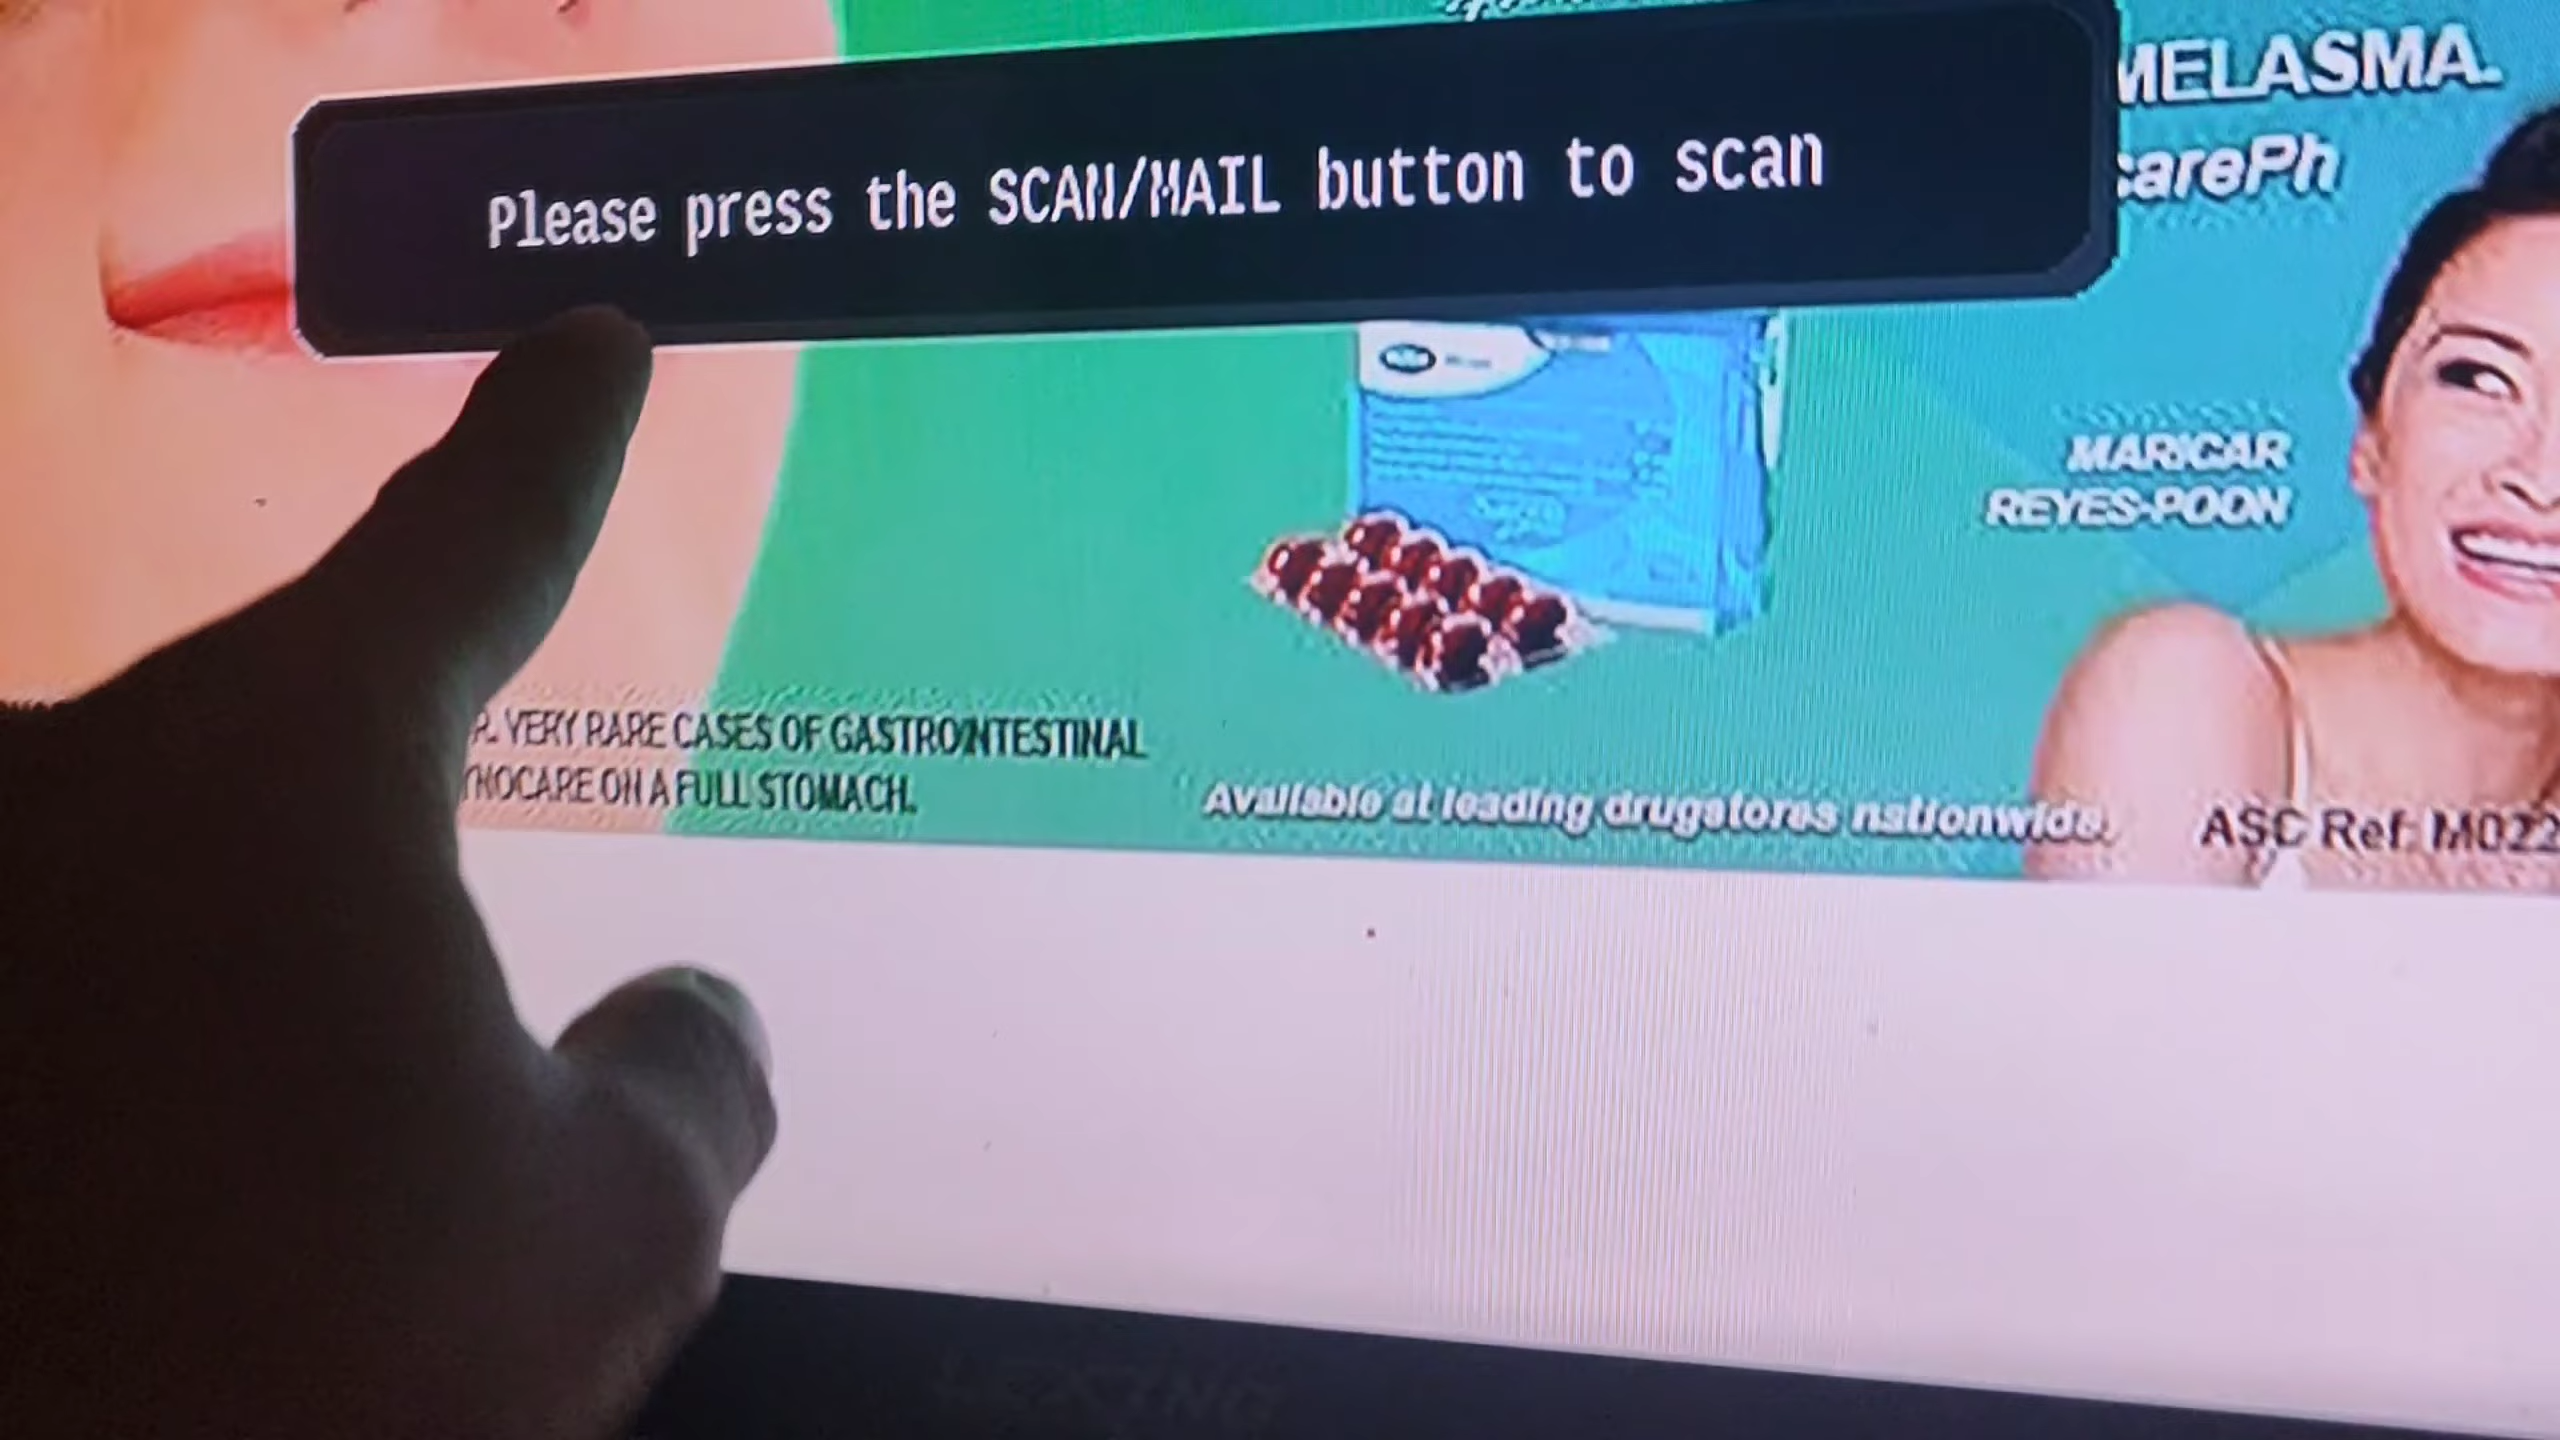 MELASMA.
Please press the SCAN/MAIL button to scan
carePh
MARICAR
REYES-POON
R. VERY RARE CASES OF GASTROINTESTINAL
HOCARE ON A FULL STOMACH.
Available at leading drugstores nationwide.
ASC Ref: M022